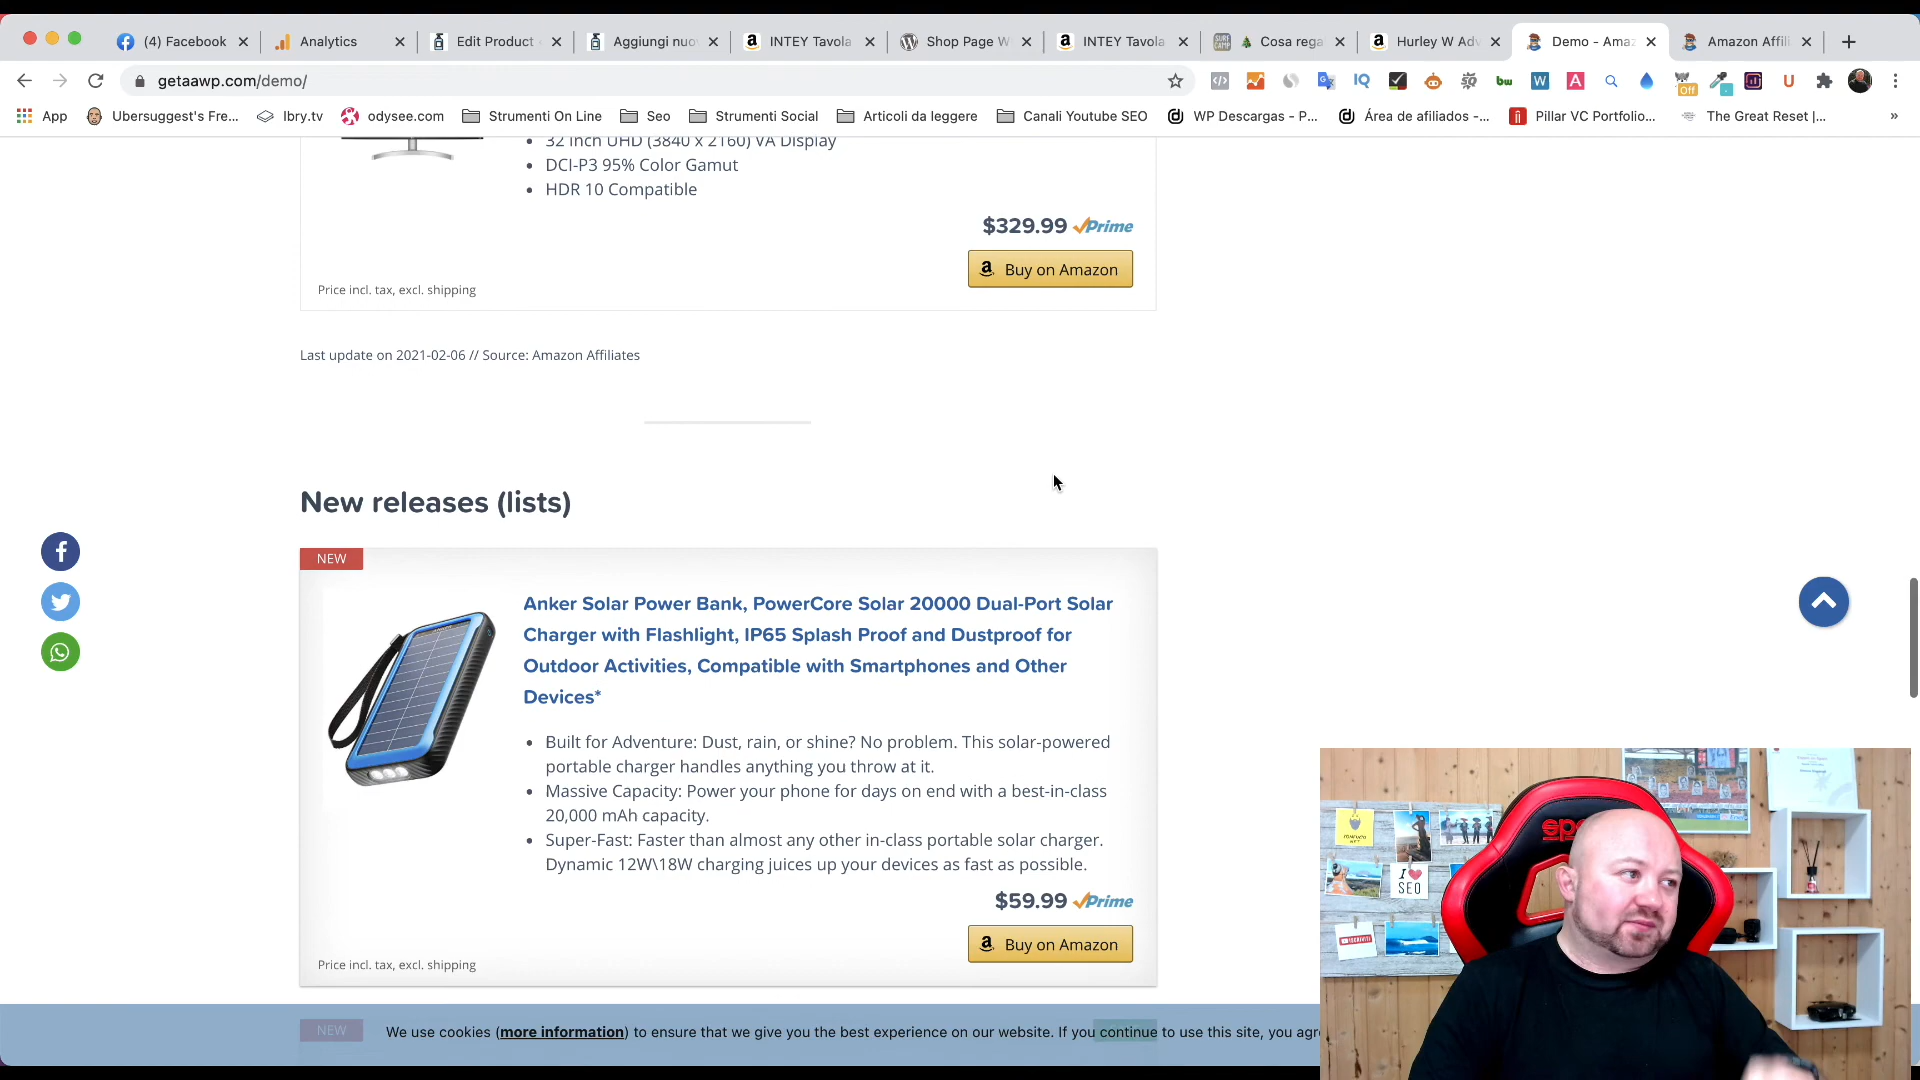 (4) Facebook
Analytics
Edit Product
Aggiungi nuo
INTEY Tavola
Shop Page W
INTEY Tavola
Cosa rega
Hurley W Adv
Demo - Amaz
Amazon Affili
getaawp.com/demo/
App
Ubersuggest's Fre...
lbry.tv
odysee.com
Strumenti On Line
Seo
Strumenti Social
Articoli da leggere
Canali Youtube SEO
WP Descargas - P...
Área de afiliados -...
Pillar VC Portfolio...
The Great Reset |...
»
• 32 inch UHD (3840 x 2160) VA Display
• DCI-P3 95% Color Gamut
• HDR 10 Compatible
$329.99 Prime
Buy on Amazon
Price incl. tax, excl. shipping
Last update on 2021-02-06 // Source: Amazon Affiliates
New releases (lists)
NEW
Anker Solar Power Bank, PowerCore Solar 20000 Dual-Port Solar
Charger with Flashlight, IP65 Splash Proof and Dustproof for
Outdoor Activities, Compatible with Smartphones and Other
Devices*
• Built for Adventure: Dust, rain, or shine? No problem. This solar-powered
portable charger handles anything you throw at it.
• Massive Capacity: Power your phone for days on end with a best-in-class
20,000 mAh capacity.
• Super-Fast: Faster than almost any other in-class portable solar charger.
Dynamic 12W\18W charging juices up your devices as fast as possible.
$59.99 Prime
Buy on Amazon
Price incl. tax, excl. shipping
NEW
We use cookies (more information) to ensure that we give you the best experience on our website. If you continue to use this site, you agre
I
SEO
ISCRIVITI